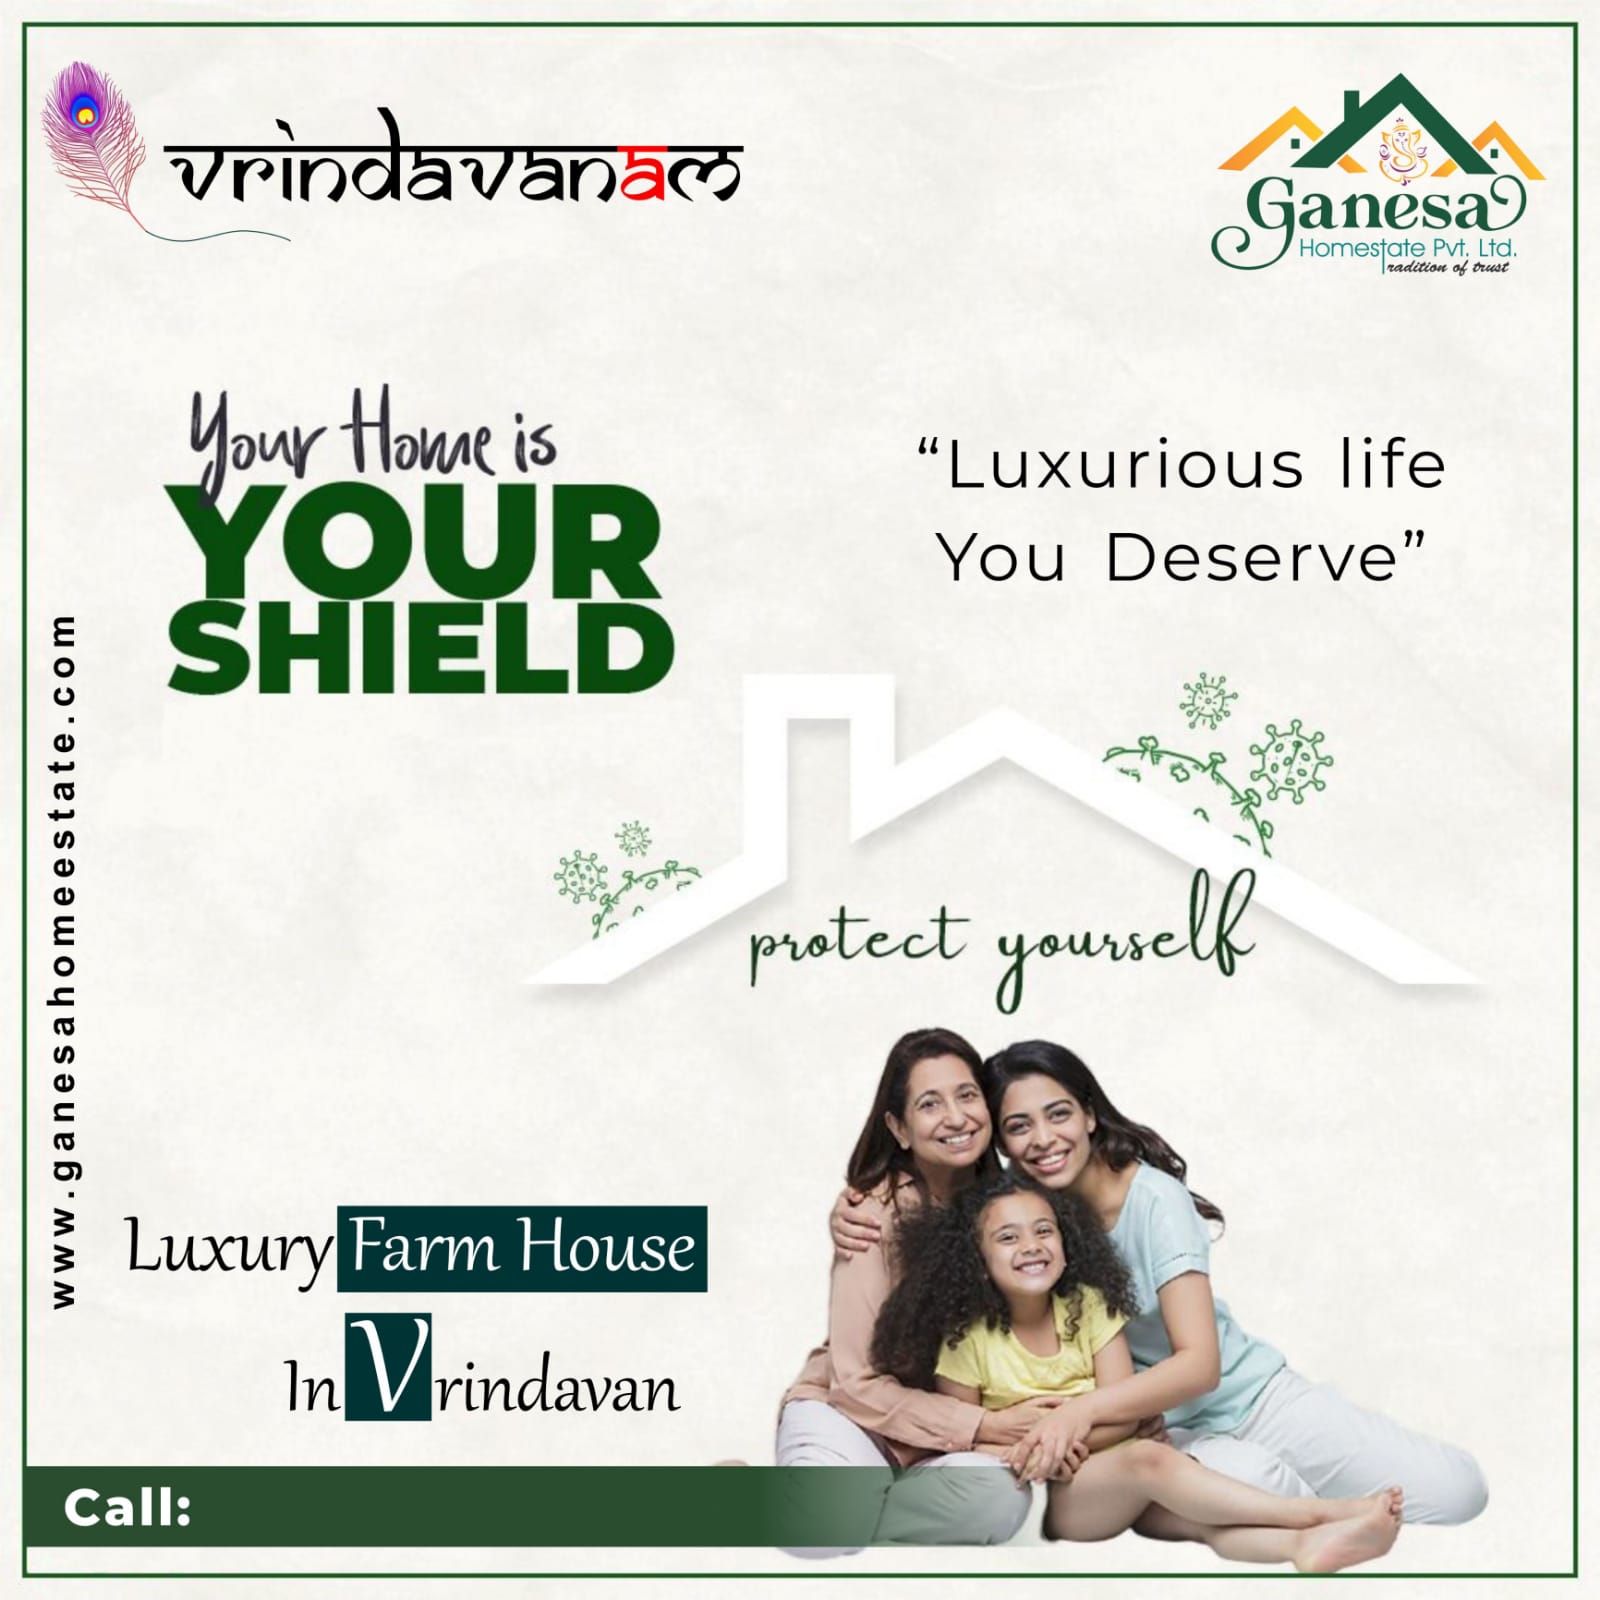 vrindavanam
Ganesa
Homestate Pvt. Ltd.
Tradition of trust
Your Home is
YOUR
SHIELD
“Luxurious life
You Deserve”
protect yourself
www.ganesahomeestate.com
Luxury Farm House
In Vrindavan
Call: